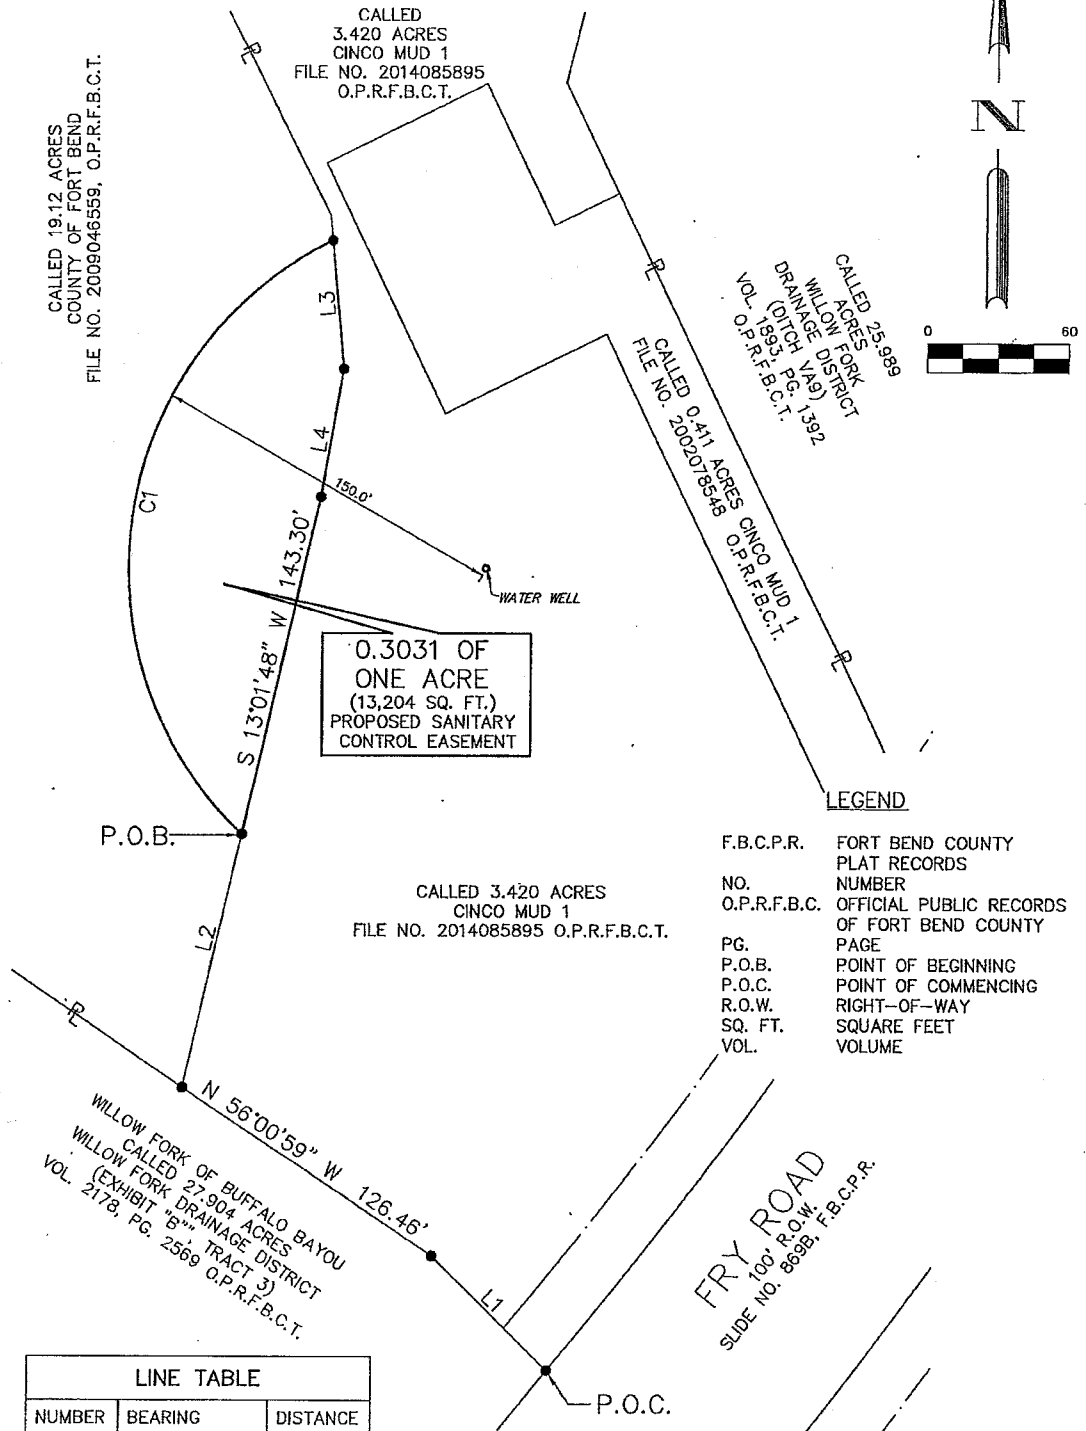 CALLED
3.420 ACRES
CINCO MUD 1
FILE NO. 2014085895
O.P.R.F.B.C.T.
CALLED 19.12 ACRES
COUNTY OF FORT BEND
FILE NO. 2009046559, O.P.R.F.B.C.T.
PL
N
0 60
PL
CALLED 25.989
ACRES
WILLOW FORK
DRAINAGE DISTRICT
(DITCH VA9)
VOL. 1893, PG. 1392
O.P.R.F.B.C.T.
L3
CALLED 0.411 ACRES CINCO MUD 1
FILE NO. 2002078548 O.P.R.F.B.C.T.
L4
C1
150.0'
WATER WELL
S 13°01'48" W 143.30'
0.3031 OF
ONE ACRE
(13,204 SQ. FT.)
PROPOSED SANITARY
CONTROL EASEMENT
PL
P.O.B.
L2
CALLED 3.420 ACRES
CINCO MUD 1
FILE NO. 2014085895 O.P.R.F.B.C.T.
LEGEND
F.B.C.P.R. FORT BEND COUNTY
PLAT RECORDS
NO. NUMBER
O.P.R.F.B.C. OFFICIAL PUBLIC RECORDS
OF FORT BEND COUNTY
PG. PAGE
P.O.B. POINT OF BEGINNING
P.O.C. POINT OF COMMENCING
R.O.W. RIGHT-OF-WAY
SQ. FT. SQUARE FEET
VOL. VOLUME
PL
N 56°00'59" W 126.46'
WILLOW FORK OF BUFFALO BAYOU
CALLED 27.904 ACRES
WILLOW FORK DRAINAGE DISTRICT
(EXHIBIT "B"", TRACT 3)
VOL. 2178, PG. 2569 O.P.R.F.B.C.T.
L1
FRY ROAD
100' R.O.W.
SLIDE NO. 869B, F.B.C.P.R.
P.O.C.
LINE TABLE
NUMBER BEARING DISTANCE